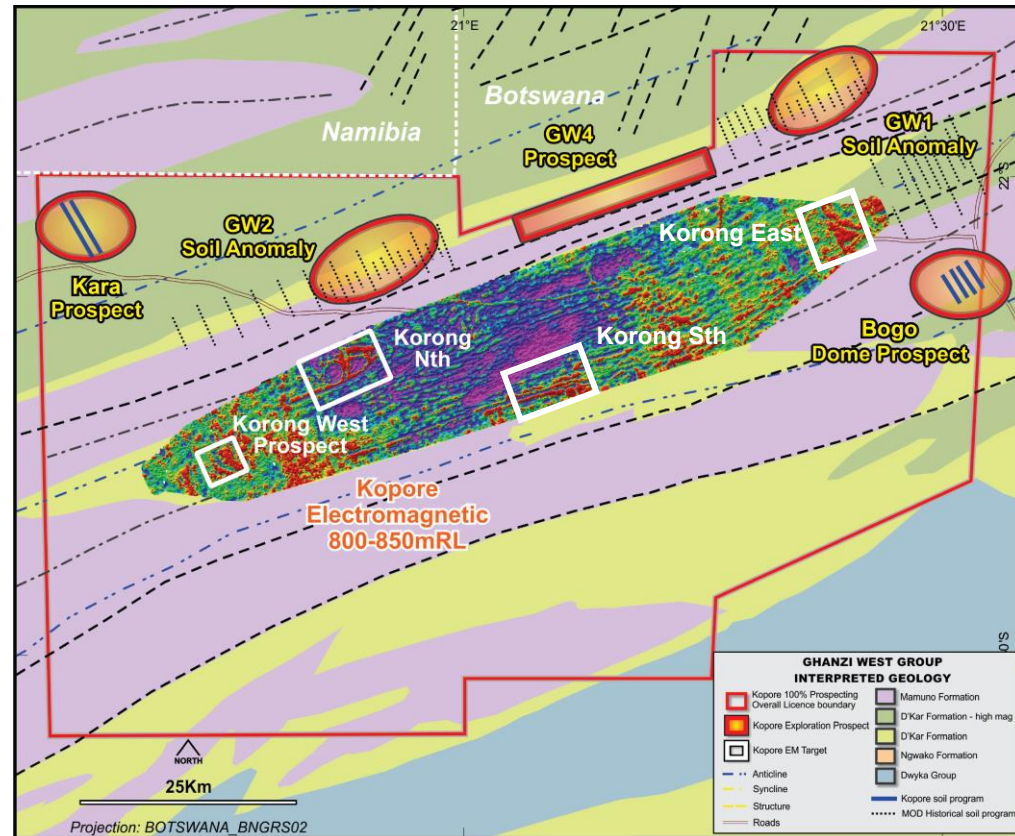 21°E
21°30'E
Namibia
Botswana
GW4
Prospect
GW1
Soil Anomaly
22°S
GW2
Soil Anomaly
Korong East
Kara
Prospect
Korong
Nth
Korong Sth
Bogo
Dome Prospect
Korong West
Prospect
Kopore
Electromagnetic
800-850mRL
0'S
NORTH
25Km
Projection: BOTSWANA_BNGRS02
GHANZI WEST GROUP
INTERPRETED GEOLOGY
Kopore 100% Prospecting
Overall Licence boundary
Kopore Exploration Prospect
Kopore EM Target
Anticline
Syncline
Structure
Roads
Mamuno Formation
D'Kar Formation - high mag
D'Kar Formation
Ngwako Formation
Dwyka Group
Kopore soil program
MOD Historical soil program